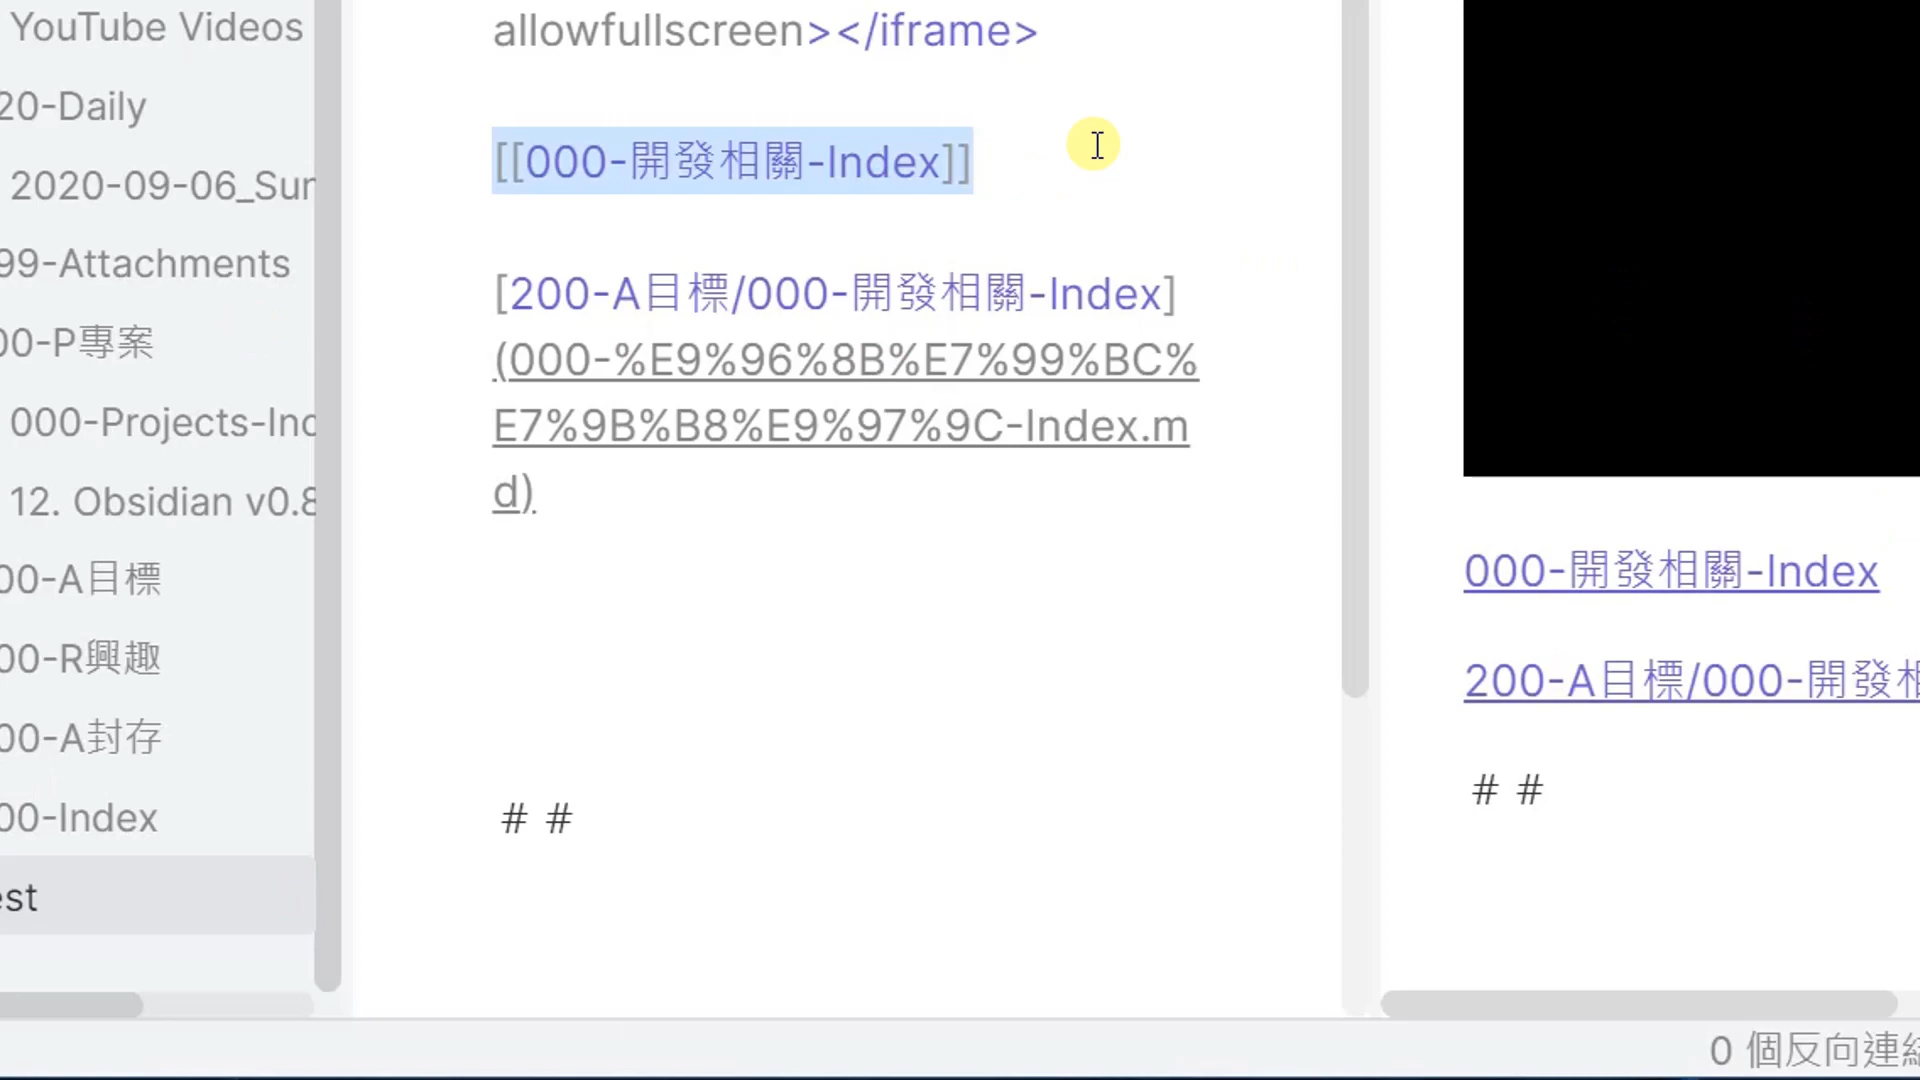 YouTube Videos
20-Daily
2020-09-06_Sun
99-Attachments
00-P專案
000-Projects-Inc
12. Obsidian v0.8
00-A目標
00-R興趣
00-A封存
00-Index
est
allowfullscreen></iframe>
[[000-開發相關-Index]]
[200-A目標/000-開發相關-Index]
(000-%E9%96%8B%E7%99%BC%
E7%9B%B8%E9%97%9C-Index.m
d)
# #
000-開發相關-Index
200-A目標/000-開發相
# #
0 個反向連結